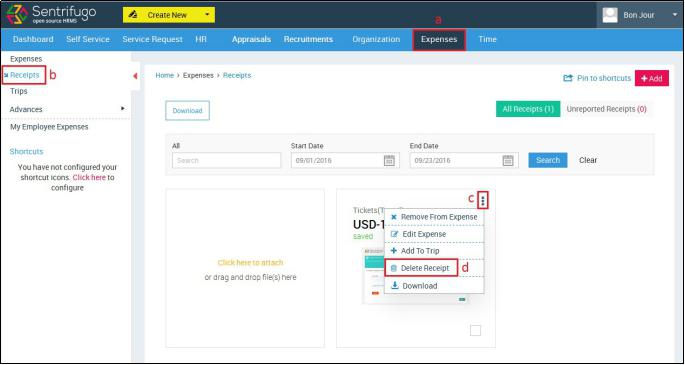 Sentrifugo
open source HRMS
Create New
Bon Jour
a
Dashboard Self Service Service Request HR Appraisals Recruitments Organization Expenses Time
Expenses
Receipts b
Trips
Advances
My Employee Expenses
Shortcuts
You have not configured your
shortcut icons. Click here to
configure
Home › Expenses › Receipts
Pin to shortcuts + Add
Download
All Receipts (1) Unreported Receipts (0)
All Start Date End Date
Search 09/01/2016 09/23/2016 Search Clear
c
Tickets(T
USD-1
saved
Remove From Expense
Edit Expense
Add To Trip
Delete Receipt d
Download
Click here to attach
or drag and drop file(s) here